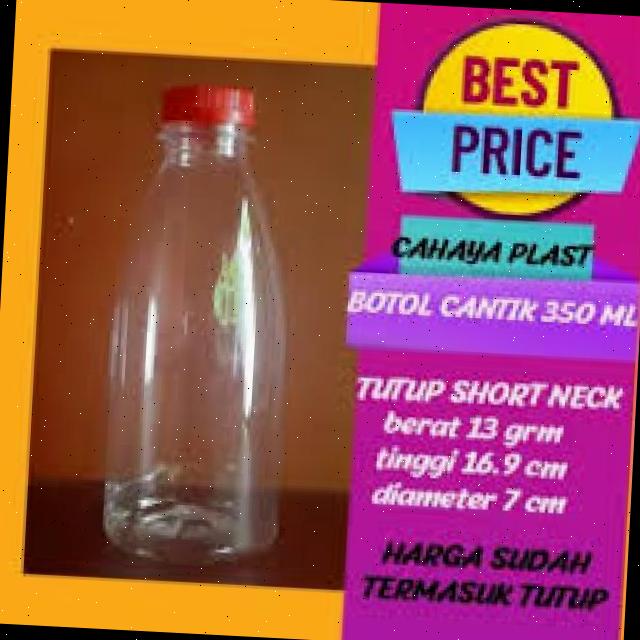 BEST
PRICE
CAHAYA PLAST
BOTOL CANTIK 350 ML
TUTUP SHORT NECK
berat 13 grm
tinggi 16.9 cm
diameter 7 cm
HARGA SUDAH
TERMASUK TUTUP